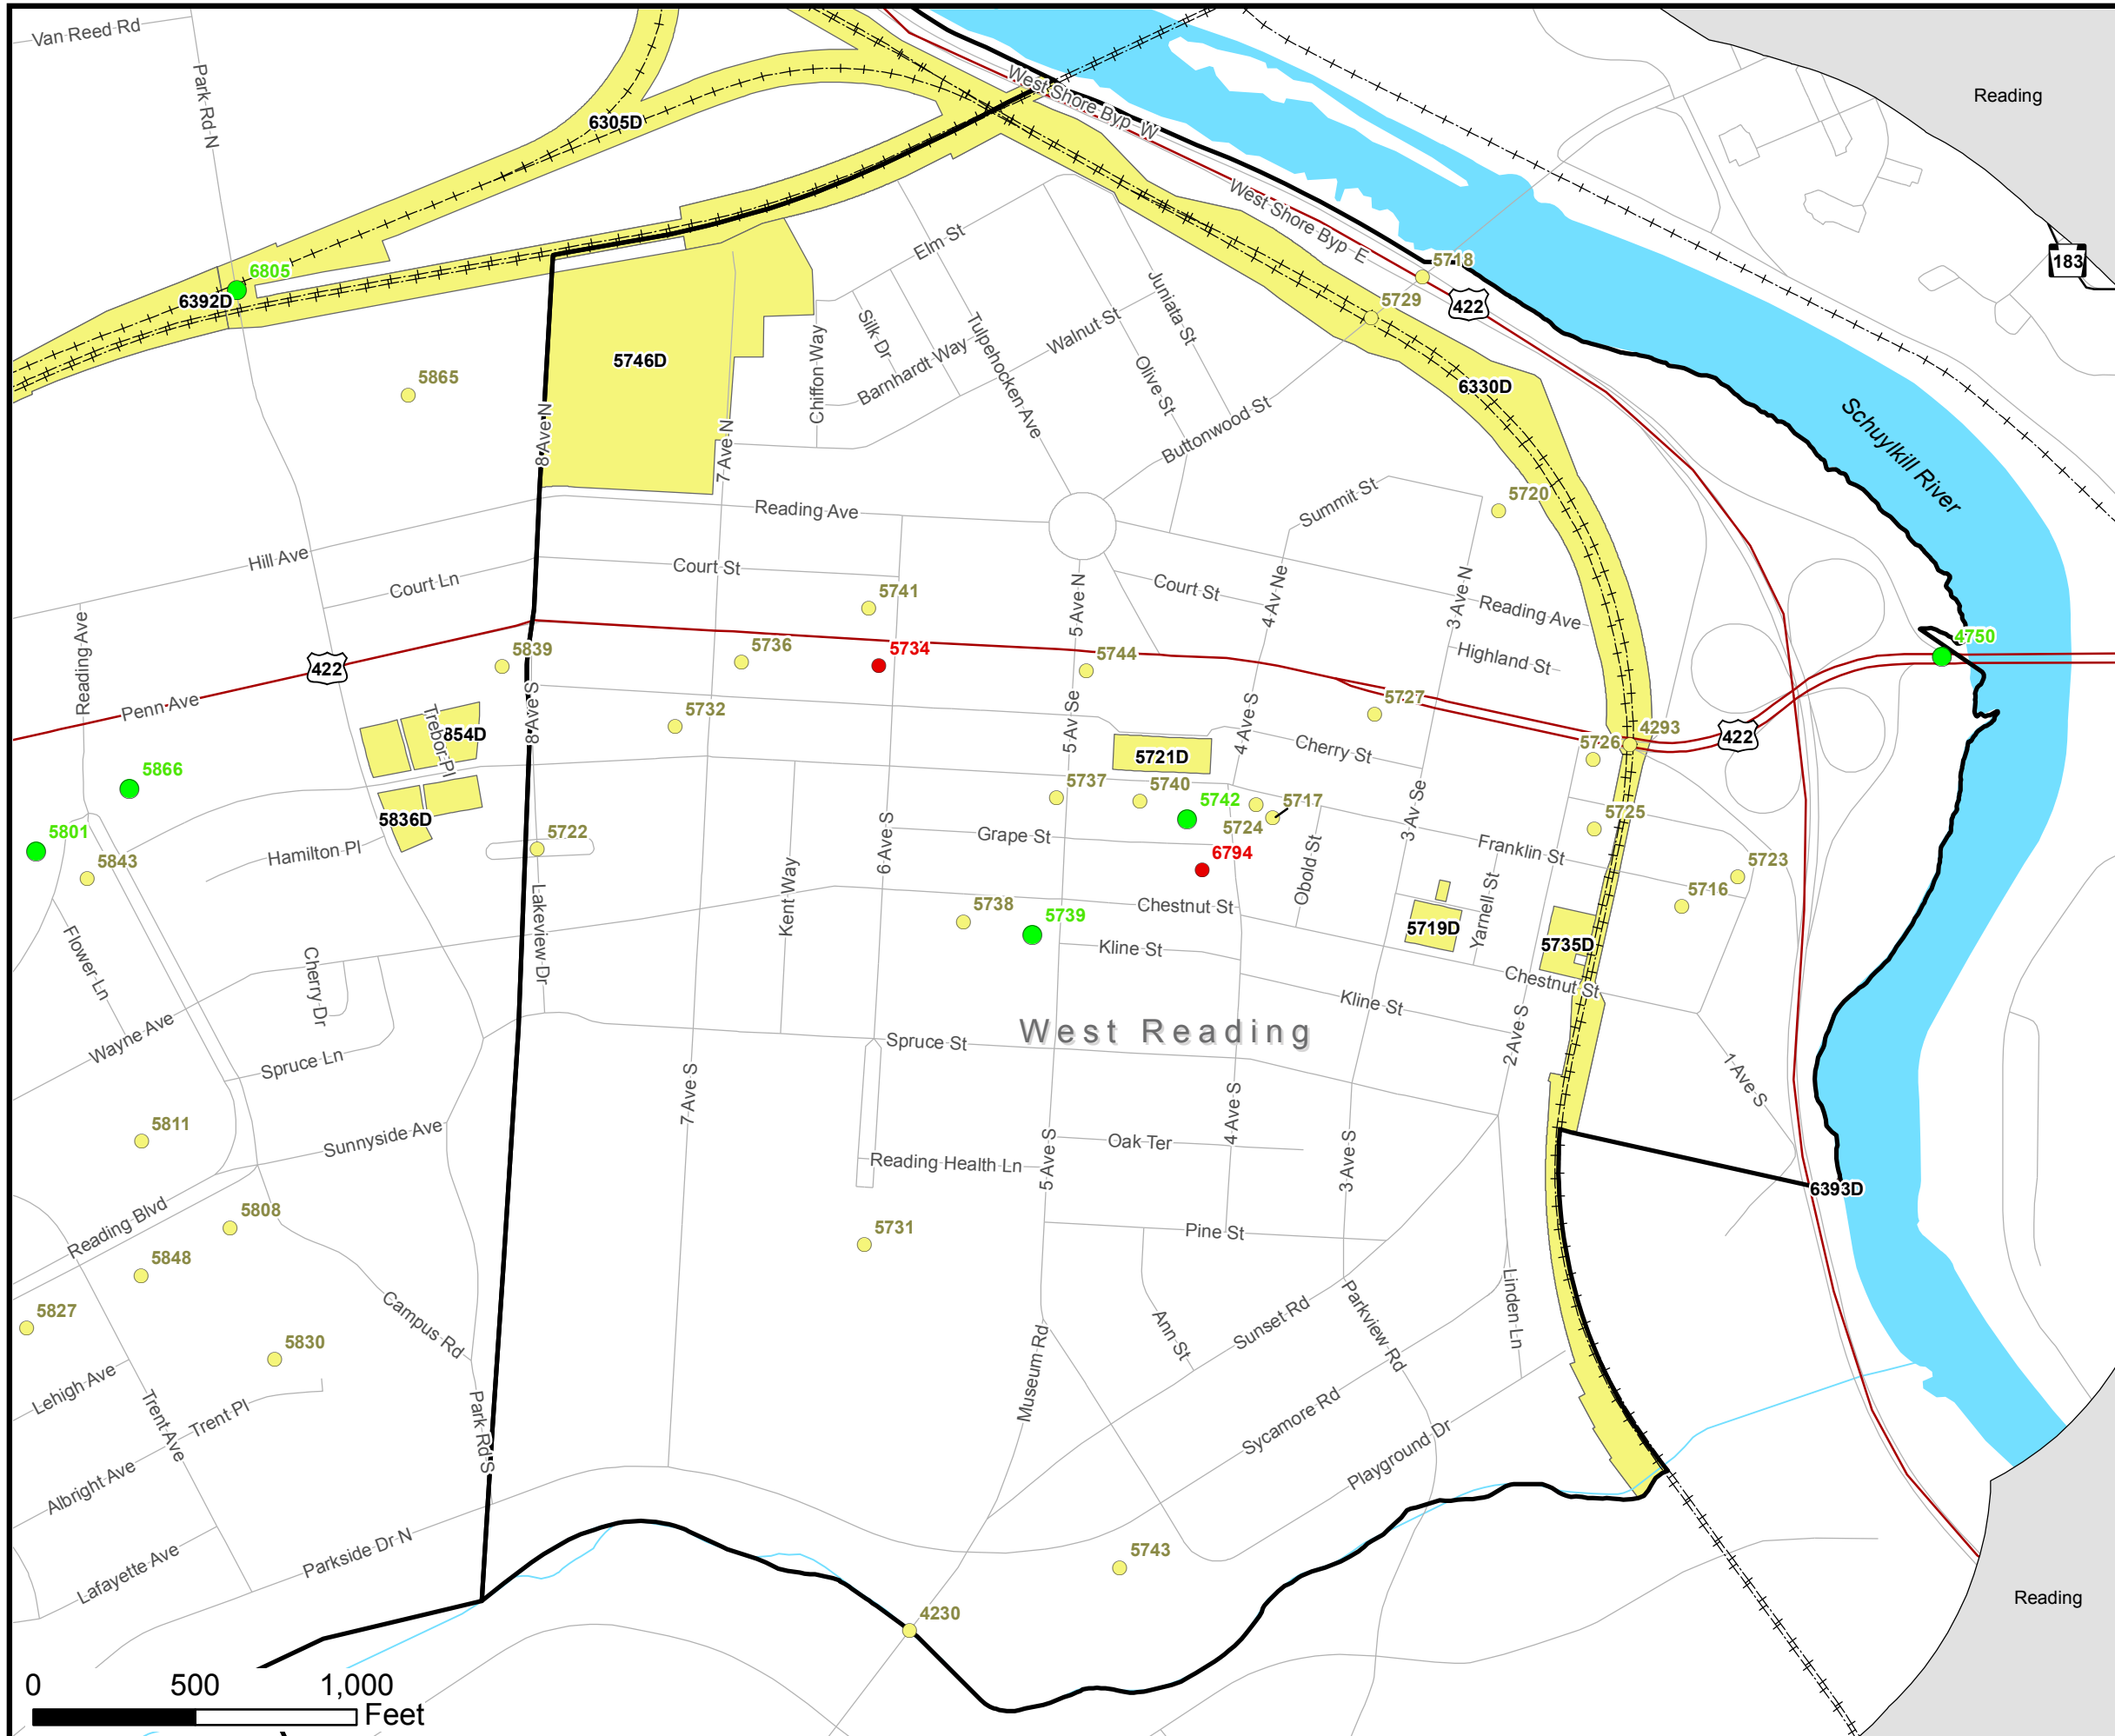 Van Reed Rd
Park Rd N
West Shore Byp W
Reading
6305D
West Shore Byp E
183
6805
6392D
Elm St
Juniata St
5718
422
5729
5746D
Silk Dr
Chiffon Way
Barnhardt Way
Tulpehocken Ave
Walnut St
Olive St
5865
6330D
Schuylkill River
8 Ave N
7 Ave N
Buttonwood St
Summit St
5720
Reading Ave
Hill Ave
Court Ln
Court St
5741
5 Ave N
Court St
4 Av Ne
3 Ave N
Reading Ave
Highland St
4750
Reading Ave
422
5839
5736
5734
5744
Penn Ave
Trebor Pl
854D
8 Ave S
5732
5 Av Se
4 Ave S
5727
Cherry St
5726
4293
422
5721D
5866
5836D
5737
5740
5742
5717
5724
3 Av Se
5725
5801
5843
Hamilton Pl
5722
6 Ave S
Grape St
6794
Obold St
Franklin St
5723
5716
Kent Way
Lakeview Dr
5738
5739
Chestnut St
Kline St
5719D
Yarnell St
5735D
Chestnut St
Flower Ln
Cherry Dr
Wayne Ave
Spruce Ln
West Reading
Kline St
Spruce St
2 Ave S
1 Ave S
7 Ave S
5811
Sunnyside Ave
Reading Health Ln
5 Ave S
Oak Ter
4 Ave S
3 Ave S
6393D
Reading Blvd
5808
5848
5731
Pine St
5827
5830
Campus Rd
Lehigh Ave
Trent Ave
Trent Pl
Park Rd S
Museum Rd
Ann St
Sunset Rd
Parkview Rd
Linden Ln
Sycamore Rd
Playground Dr
Albright Ave
Lafayette Ave
Parkside Dr N
5743
4230
Reading
0 500 1,000
Feet